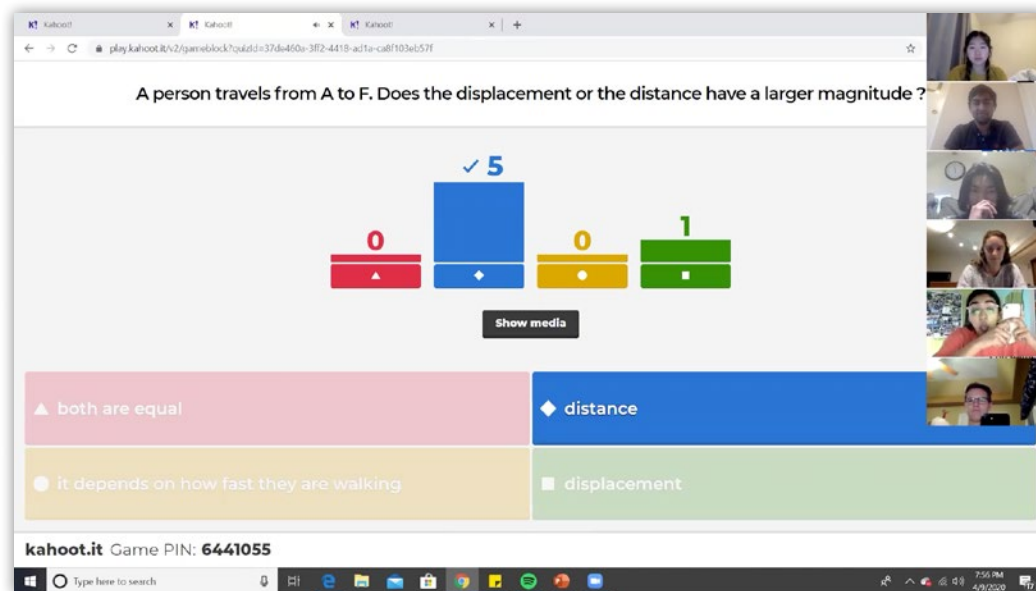 K! Kahoot! × K! Kahoot! × K! Kahoot! × +
play.kahoot.it/v2/gameblock?quizId=37de460a-3ff2-4418-ad1a-ca8f103eb57f
A person travels from A to F. Does the displacement or the distance have a larger magnitude ?
0 ✓ 5 0 1
Show media
both are equal
distance
it depends on how fast they are walking
displacement
kahoot.it Game PIN: 6441055
Type here to search
7:56 PM
4/9/2020